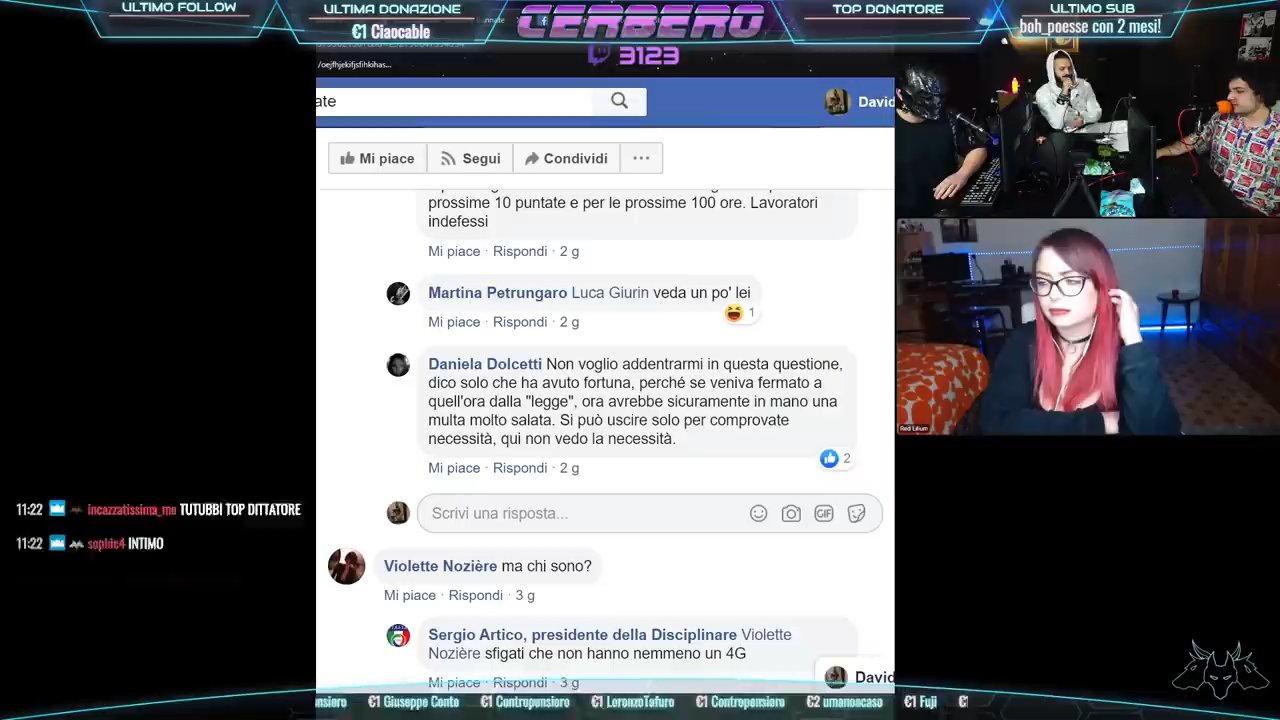 ULTIMO FOLLOW
ULTIMA DONAZIONE
€1 Ciaocable
CERBERO
3123
TOP DONATORE
ULTIMO SUB
boh_poesse con 2 mesi!
/oejfhjekifjsfihkihas...
ate
David
Mi piace
Segui
Condividi
prossime 10 puntate e per le prossime 100 ore. Lavoratori
indefessi
Mi piace · Rispondi · 2 g
Martina Petrungaro Luca Giurin veda un po' lei
1
Mi piace · Rispondi · 2 g
Daniela Dolcetti Non voglio addentrarmi in questa questione,
dico solo che ha avuto fortuna, perché se veniva fermato a
quell'ora dalla "legge", ora avrebbe sicuramente in mano una
multa molto salata. Si può uscire solo per comprovate
necessità, qui non vedo la necessità.
2
Mi piace · Rispondi · 2 g
Scrivi una risposta...
GIF
Violette Nozière ma chi sono?
Mi piace · Rispondi · 3 g
Sergio Artico, presidente della Disciplinare Violette
Nozière sfigati che non hanno nemmeno un 4G
Mi piace · Rispondi · 3 g
David
Red Lilium
11:22 incazzatissima_me TUTUBBI TOP DITTATORE
11:22 sophie4 INTIMO
€1 Giuseppe Conto €1 Contropensiero €1 LorenzoTafuro €1 Contropensiero €2 umanoncaso €1 Fuji